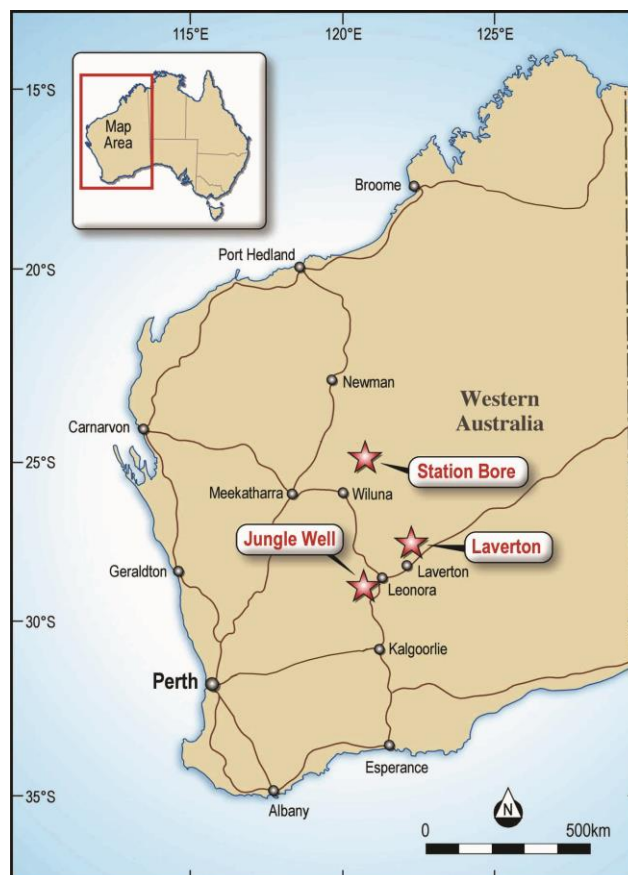 115°E
120°E
125°E
15°S
Map
Area
Broome
Port Hedland
20°S
Newman
Western
Australia
Carnarvon
25°S
Station Bore
Meekatharra
Wiluna
Jungle Well
Laverton
Geraldton
Laverton
Leonora
30°S
Kalgoorlie
Perth
Esperance
35°S
Albany
N
0
500km